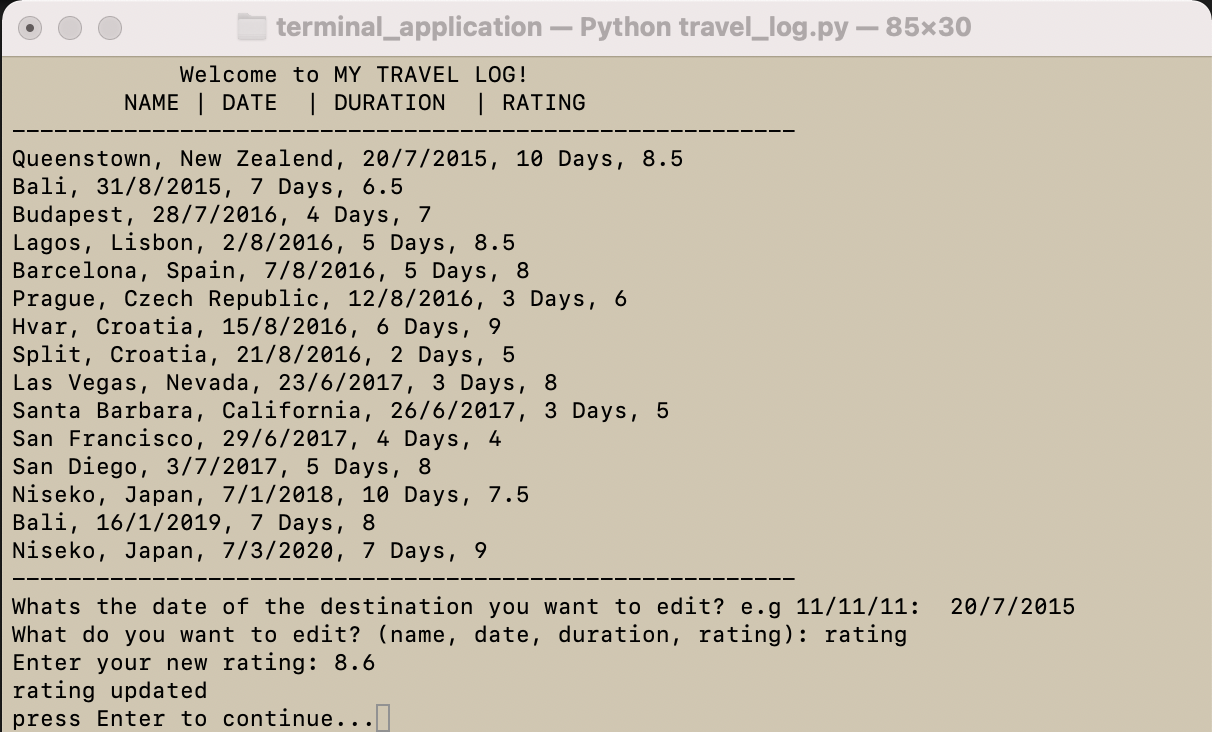 terminal_application — Python travel_log.py — 85×30
Welcome to MY TRAVEL LOG!
NAME | DATE  | DURATION  | RATING
--------------------------------------------------------
Queenstown, New Zealend, 20/7/2015, 10 Days, 8.5
Bali, 31/8/2015, 7 Days, 6.5
Budapest, 28/7/2016, 4 Days, 7
Lagos, Lisbon, 2/8/2016, 5 Days, 8.5
Barcelona, Spain, 7/8/2016, 5 Days, 8
Prague, Czech Republic, 12/8/2016, 3 Days, 6
Hvar, Croatia, 15/8/2016, 6 Days, 9
Split, Croatia, 21/8/2016, 2 Days, 5
Las Vegas, Nevada, 23/6/2017, 3 Days, 8
Santa Barbara, California, 26/6/2017, 3 Days, 5
San Francisco, 29/6/2017, 4 Days, 4
San Diego, 3/7/2017, 5 Days, 8
Niseko, Japan, 7/1/2018, 10 Days, 7.5
Bali, 16/1/2019, 7 Days, 8
Niseko, Japan, 7/3/2020, 7 Days, 9
--------------------------------------------------------
Whats the date of the destination you want to edit? e.g 11/11/11:  20/7/2015
What do you want to edit? (name, date, duration, rating): rating
Enter your new rating: 8.6
rating updated
press Enter to continue...